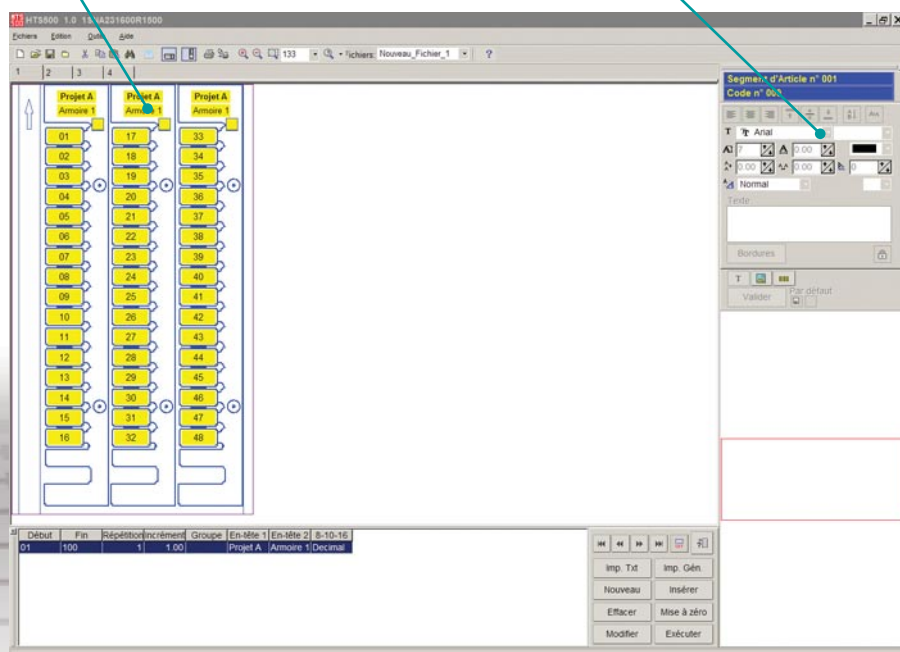 HTS500 1.0 1SNA231600R1500
Fichiers Edition Outils Aide
133 Fichiers: Nouveau_Fichier_1 ?
1 2 3 4
Projet A Projet A Projet A
Armoire 1 Armoire 1 Armoire 1
01 17 33
02 18 34
03 19 35
04 20 36
05 21 37
06 22 38
07 23 39
08 24 40
09 25 41
10 26 42
11 27 43
12 28 44
13 29 45
14 30 46
15 31 47
16 32 48
Segment d'Article n° 001
Code n° 000
T Arial
7 0.00
0.00 0.00 0
Normal
Texte
Bordures
T
Valider Par défaut
Début Fin Répétition Incrément Groupe En-tête 1 En-tête 2 8-10-16
01 100 1 1.00 Projet A Armoire 1 Decimal
Imp. Txt Imp. Gén.
Nouveau Insérer
Effacer Mise à zéro
Modifier Exécuter